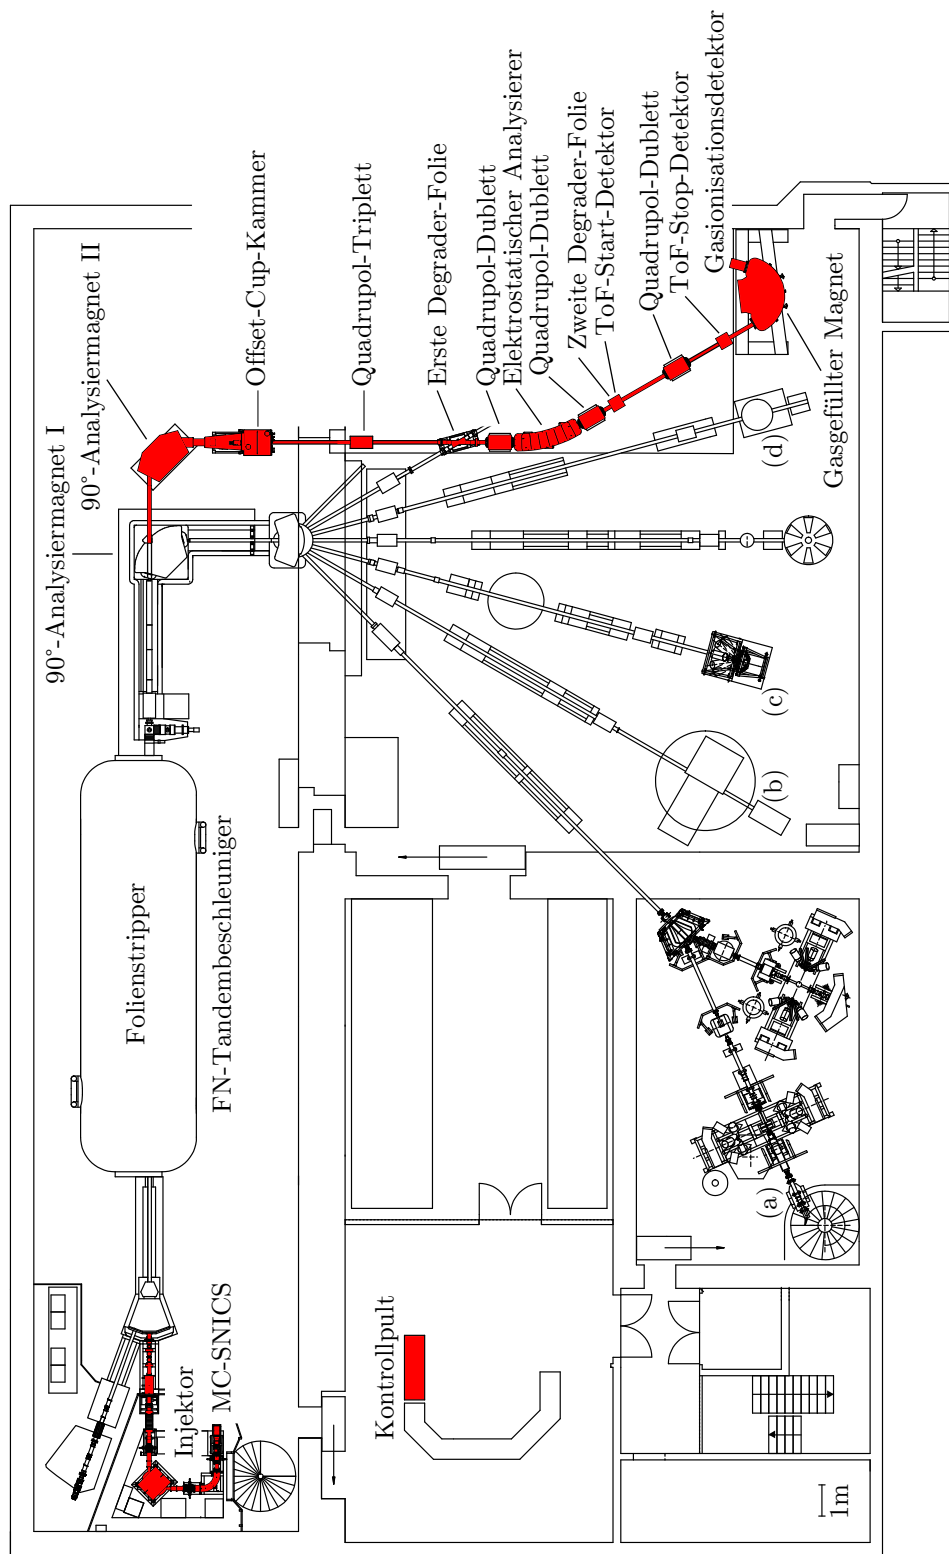 90°-Analysiermagnet I
90°-Analysiermagnet II
Offset-Cup-Kammer
Quadrupol-Triplett
Erste Degrader-Folie
Quadrupol-Dublett
Elektrostatischer Analysierer
Quadrupol-Dublett
Zweite Degrader-Folie
ToF-Start-Detektor
Quadrupol-Dublett
ToF-Stop-Detektor
Gasionisationsdetektor
Gasgefüllter Magnet
Folienstripper
FN-Tandembeschleuniger
Injektor
MC-SNICS
Kontrollpult
(a)
(b)
(c)
(d)
1m